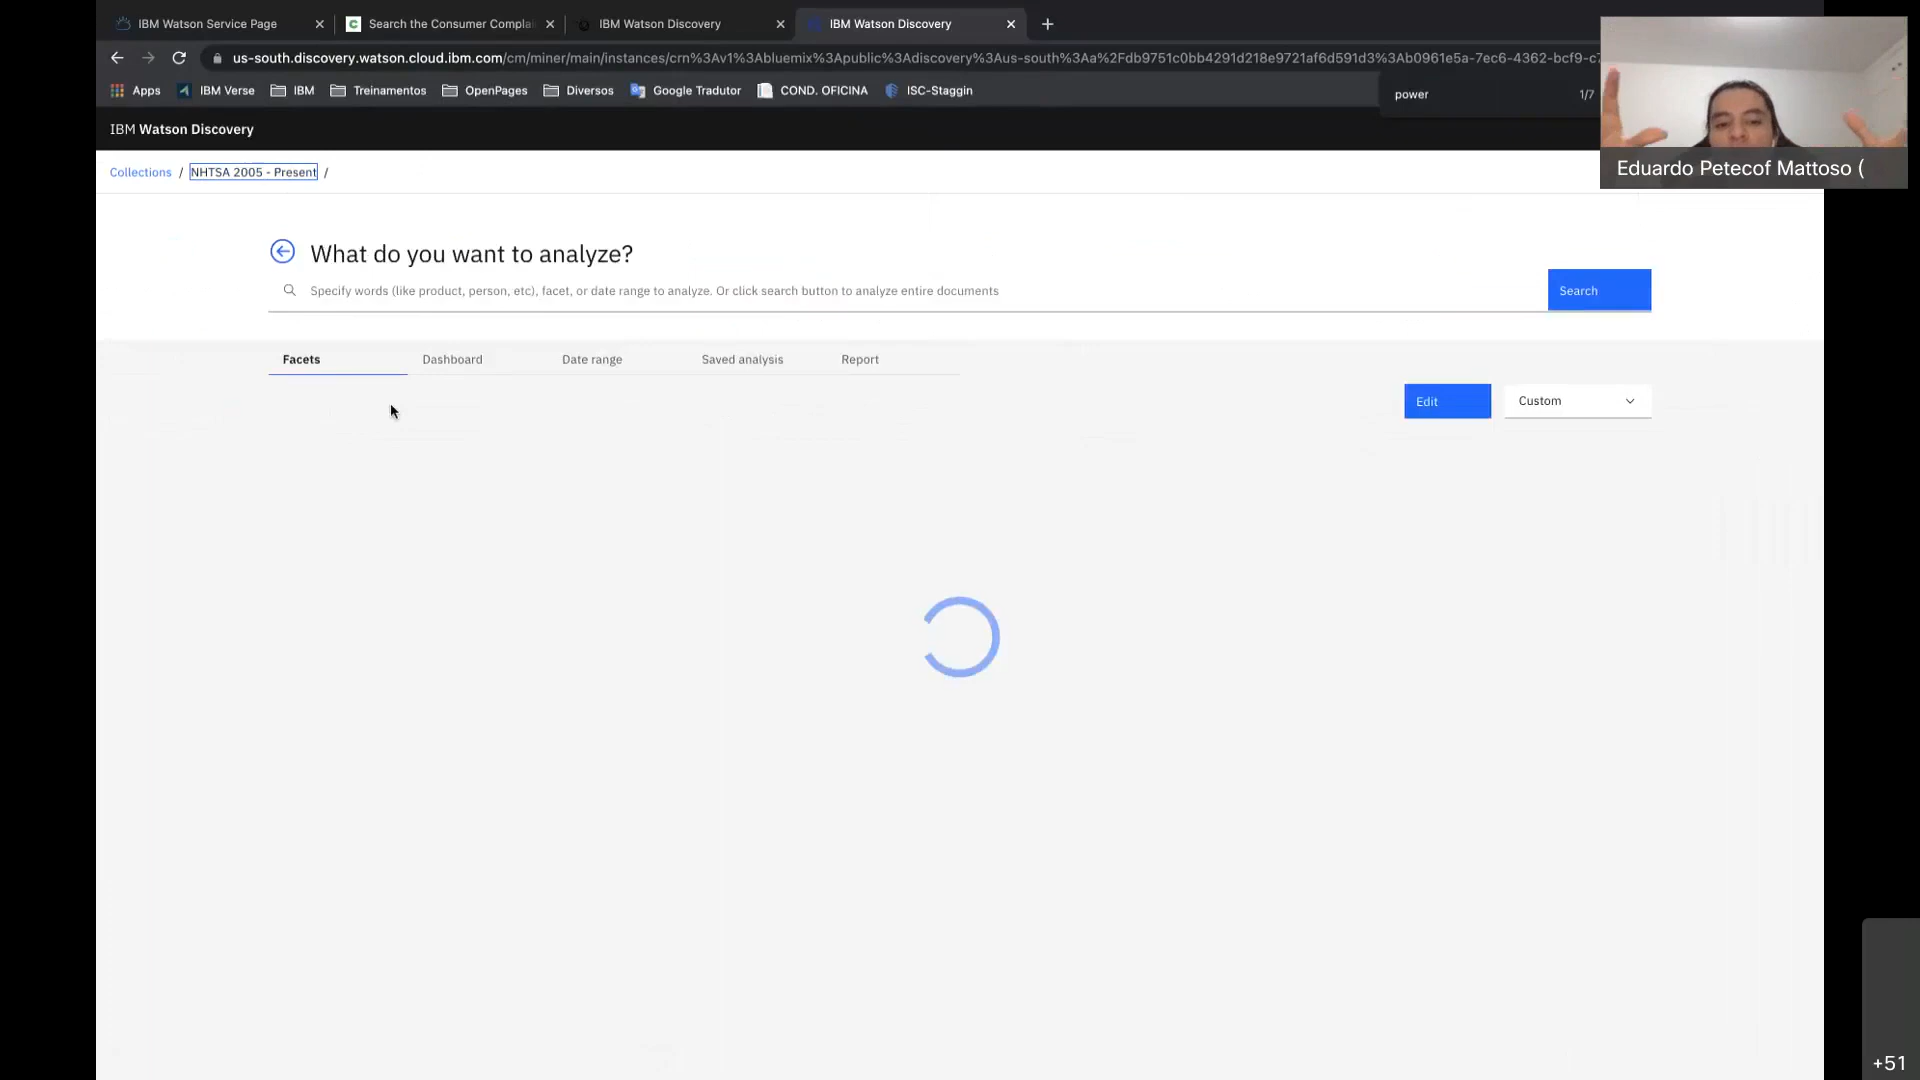 IBM Watson Service Page
Search the Consumer Complai
IBM Watson Discovery
IBM Watson Discovery
us-south.discovery.watson.cloud.ibm.com/cm/miner/main/instances/crn%3Av1%3Abluemix%3Apublic%3Adiscovery%3Aus-south%3Aa%2Fdb9751c0bb4291d218e9721af6d591d3%3Ab0961e5a-7ec6-4362-bcf9-c7
Apps
IBM Verse
IBM
Treinamentos
OpenPages
Diversos
Google Tradutor
COND. OFICINA
ISC-Staggin
power 1/7
IBM Watson Discovery
Eduardo Petecof Mattoso (
Collections / NHTSA 2005 - Present /
What do you want to analyze?
Specify words (like product, person, etc), facet, or date range to analyze. Or click search button to analyze entire documents
Search
Facets
Dashboard
Date range
Saved analysis
Report
Edit
Custom
+51